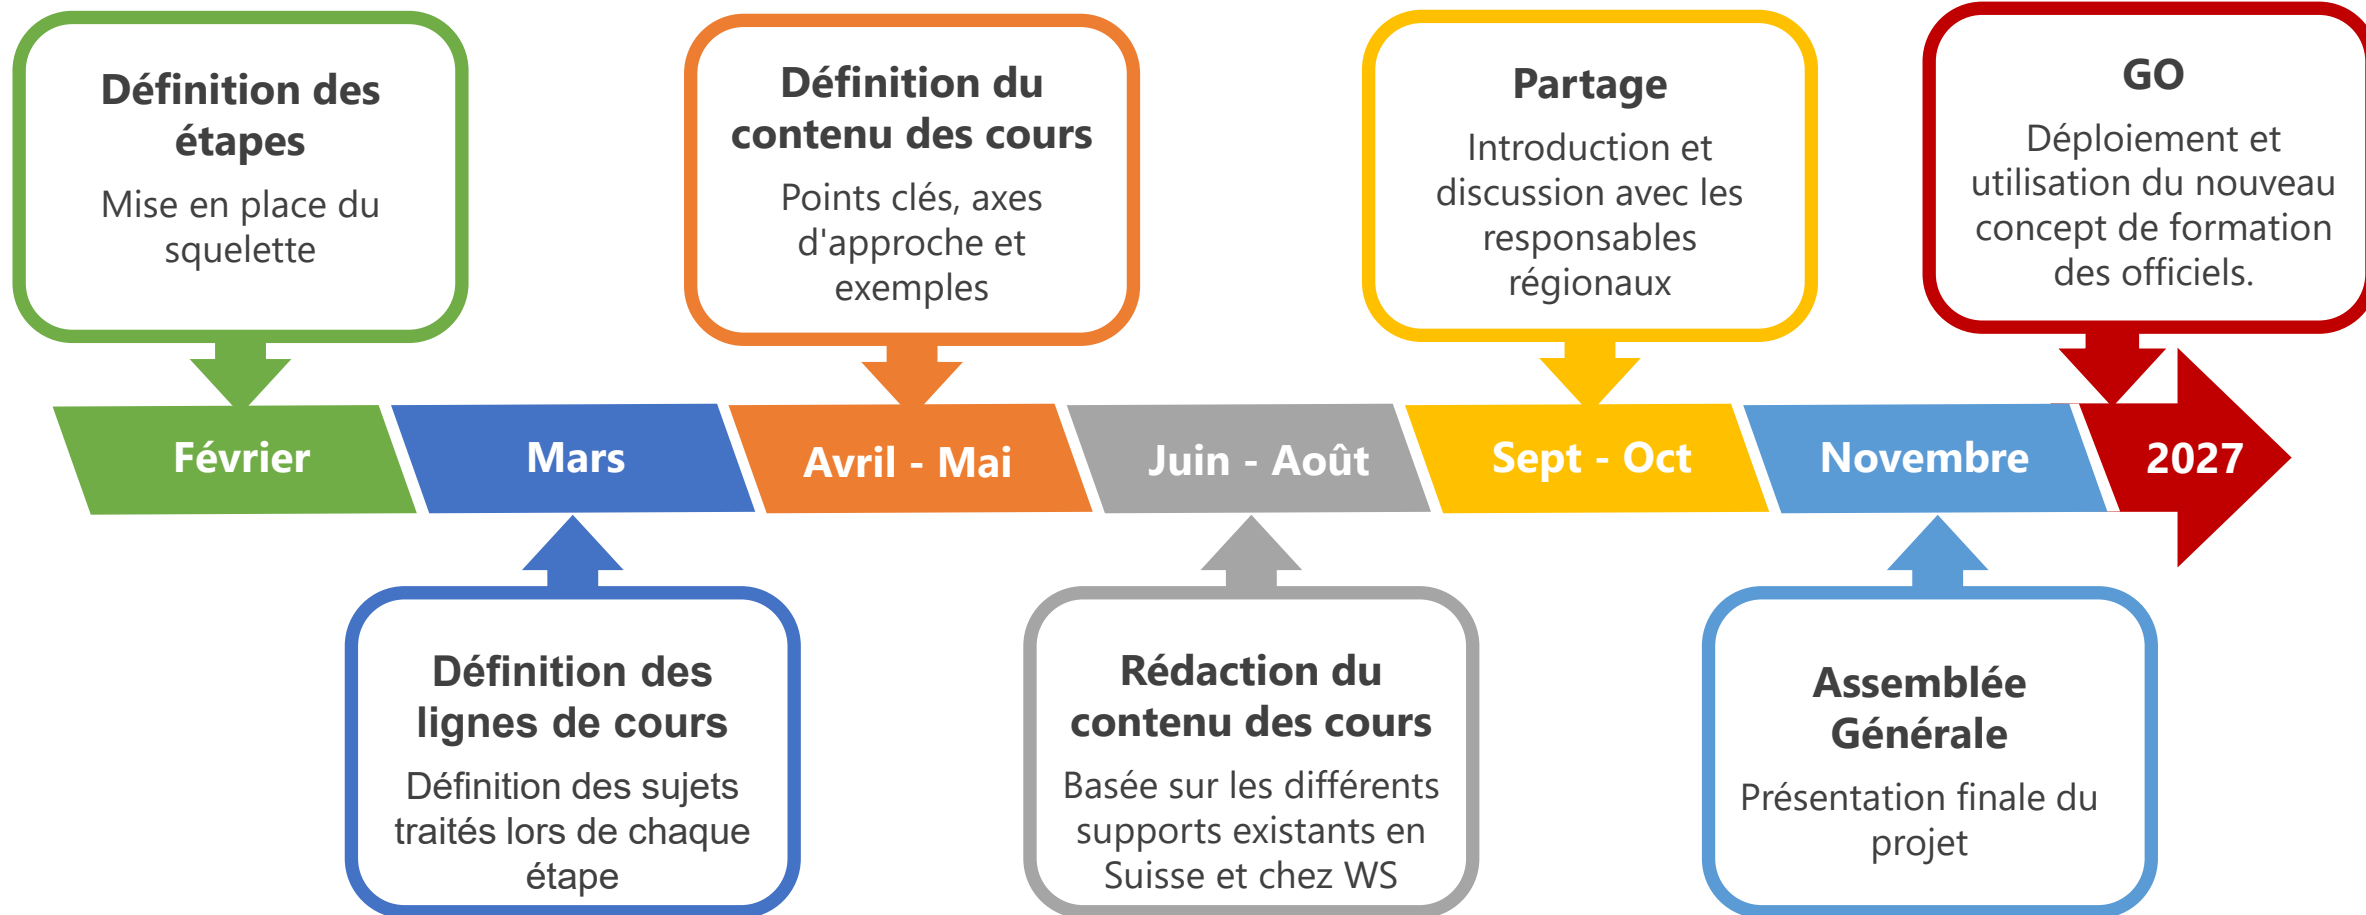 Définition des
étapes
Mise en place du
squelette
Définition du
contenu des cours
Points clés, axes
d'approche et
exemples
Partage
Introduction et
discussion avec les
responsables
régionaux
GO
Déploiement et
utilisation du nouveau
concept de formation
des officiels.
Février
Mars
Avril - Mai
Juin - Août
Sept - Oct
Novembre
2027
Définition des
lignes de cours
Définition des sujets
traités lors de chaque
étape
Rédaction du
contenu des cours
Basée sur les différents
supports existants en
Suisse et chez WS
Assemblée
Générale
Présentation finale du
projet